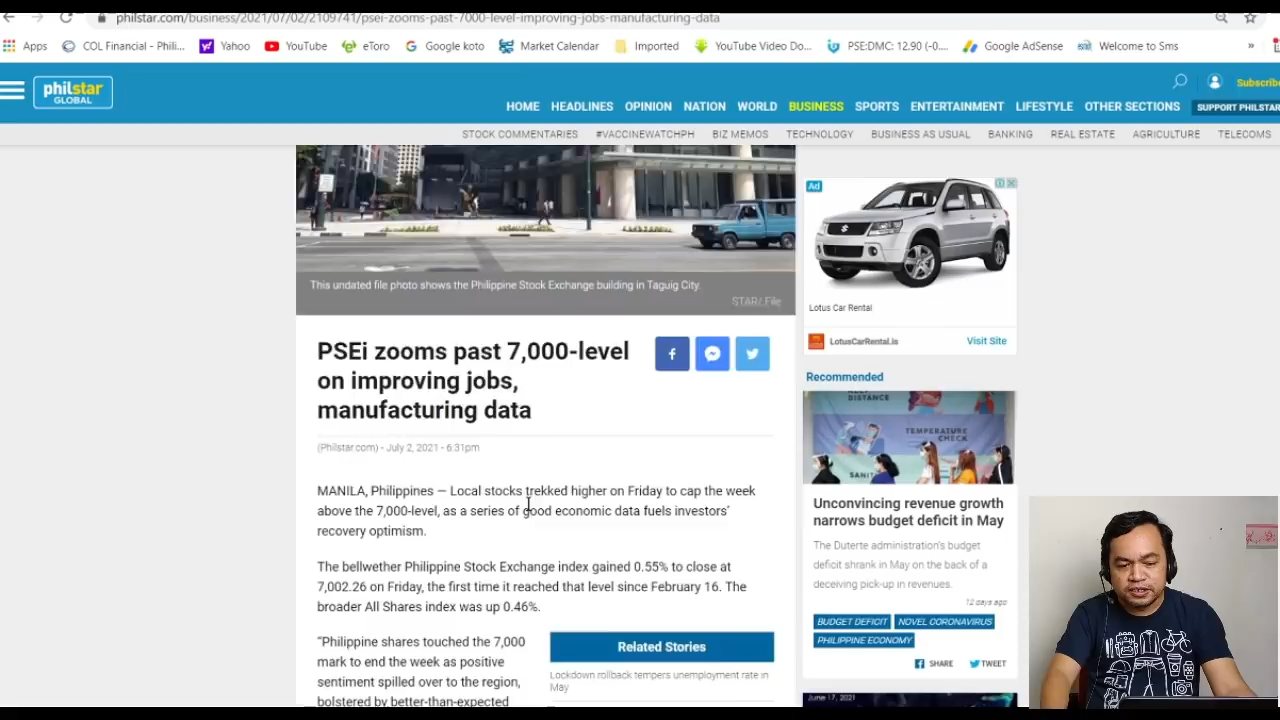 philstar.com/business/2021/07/02/2109741/psei-zooms-past-7000-level-improving-jobs-manufacturing-data
Apps COL Financial - Phili... Yahoo YouTube eToro Google koto Market Calendar Imported YouTube Video Do... PSE:DMC: 12.90 (-0.... Google AdSense Welcome to Sms »
philstar
GLOBAL
Subscribe
HOME HEADLINES OPINION NATION WORLD BUSINESS SPORTS ENTERTAINMENT LIFESTYLE OTHER SECTIONS SUPPORT PHILSTAR
STOCK COMMENTARIES #VACCINEWATCHPH BIZ MEMOS TECHNOLOGY BUSINESS AS USUAL BANKING REAL ESTATE AGRICULTURE TELECOMS
This undated file photo shows the Philippine Stock Exchange building in Taguig City.
STAR/ File
PSEi zooms past 7,000-level
on improving jobs,
manufacturing data
(Philstar.com) - July 2, 2021 - 6:31pm
MANILA, Philippines — Local stocks trekked higher on Friday to cap the week
above the 7,000-level, as a series of good economic data fuels investors'
recovery optimism.
The bellwether Philippine Stock Exchange index gained 0.55% to close at
7,002.26 on Friday, the first time it reached that level since February 16. The
broader All Shares index was up 0.46%.
"Philippine shares touched the 7,000
mark to end the week as positive
sentiment spilled over to the region,
bolstered by better-than-expected
Related Stories
Lockdown rollback tempers unemployment rate in
May
Ad
Lotus Car Rental
LotusCarRental.is Visit Site
Recommended
DISTANCE
TEMPERATURE
CHECK
Unconvincing revenue growth
narrows budget deficit in May
The Duterte administration's budget
deficit shrank in May on the back of a
deceiving pick-up in revenues.
12 days ago
BUDGET DEFICIT NOVEL CORONAVIRUS
PHILIPPINE ECONOMY
SHARE TWEET
June 17, 2021